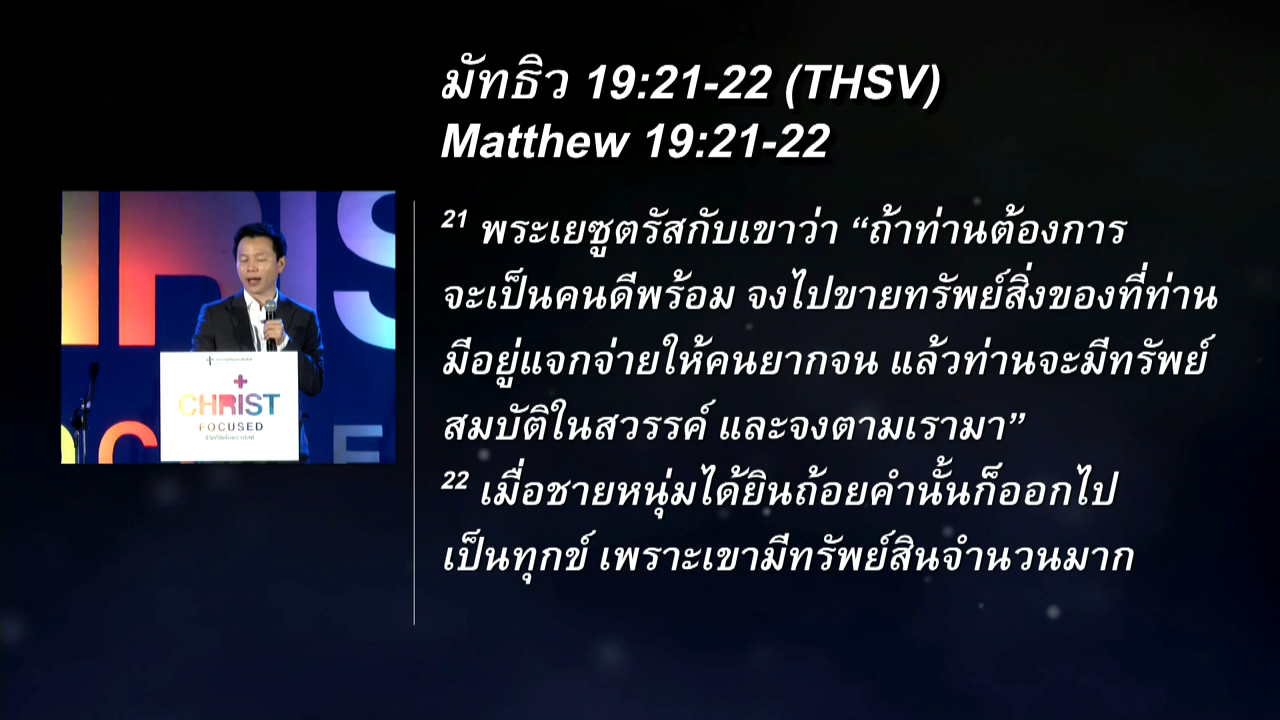 มัทธิว 19:21-22 (THSV)
Matthew 19:21-22
21 พระเยซูตรัสกับเขาว่า “ถ้าท่านต้องการ
จะเป็นคนดีพร้อม จงไปขายทรัพย์สิ่งของที่ท่าน
มีอยู่แจกจ่ายให้คนยากจน แล้วท่านจะมีทรัพย์
สมบัติในสวรรค์ และจงตามเรามา”
22 เมื่อชายหนุ่มได้ยินถ้อยคำนั้นก็ออกไป
เป็นทุกข์ เพราะเขามีทรัพย์สินจำนวนมาก
CHRIST
FOCUSED